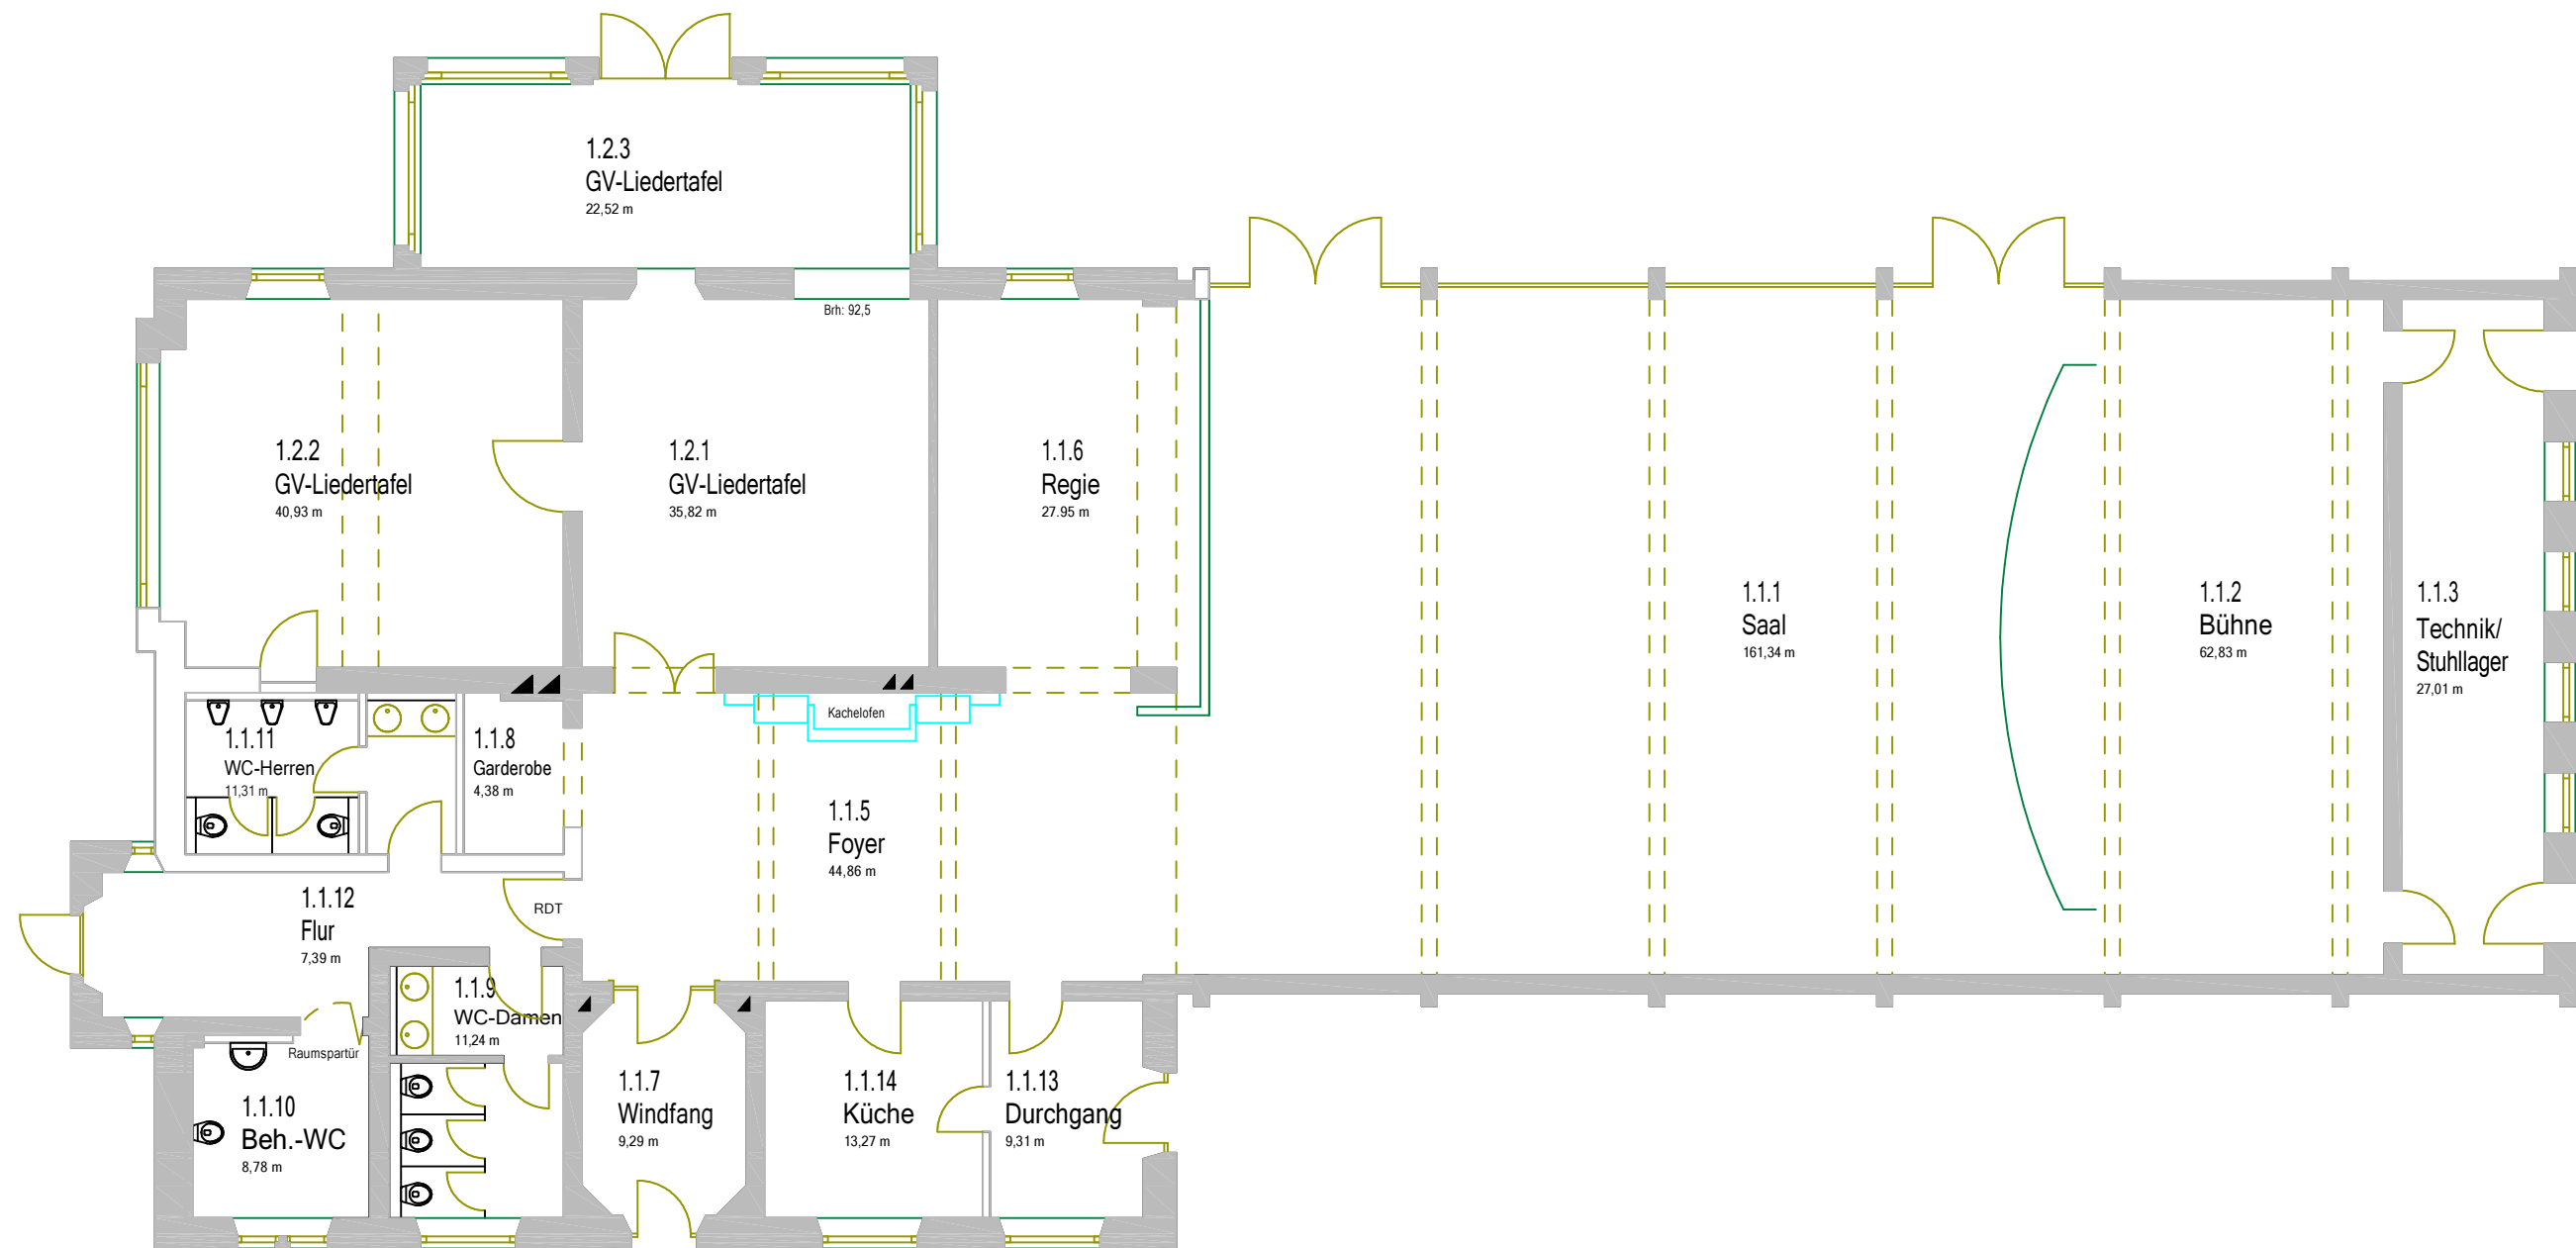 1.2.3
GV-Liedertafel
22,52 m
Brh: 92,5
1.2.2
GV-Liedertafel
40,93 m
1.2.1
GV-Liedertafel
35,82 m
1.1.6
Regie
27.95 m
1.1.1
Saal
161,34 m
1.1.2
Bühne
62,83 m
1.1.3
Technik/
Stuhllager
27,01 m
Kachelofen
1.1.11
WC-Herren
11,31 m
1.1.8
Garderobe
4,38 m
1.1.5
Foyer
44,86 m
1.1.12
Flur
7,39 m
RDT
1.1.9
WC-Damen
11,24 m
Raumspartür
1.1.10
Beh.-WC
8,78 m
1.1.7
Windfang
9,29 m
1.1.14
Küche
13,27 m
1.1.13
Durchgang
9,31 m